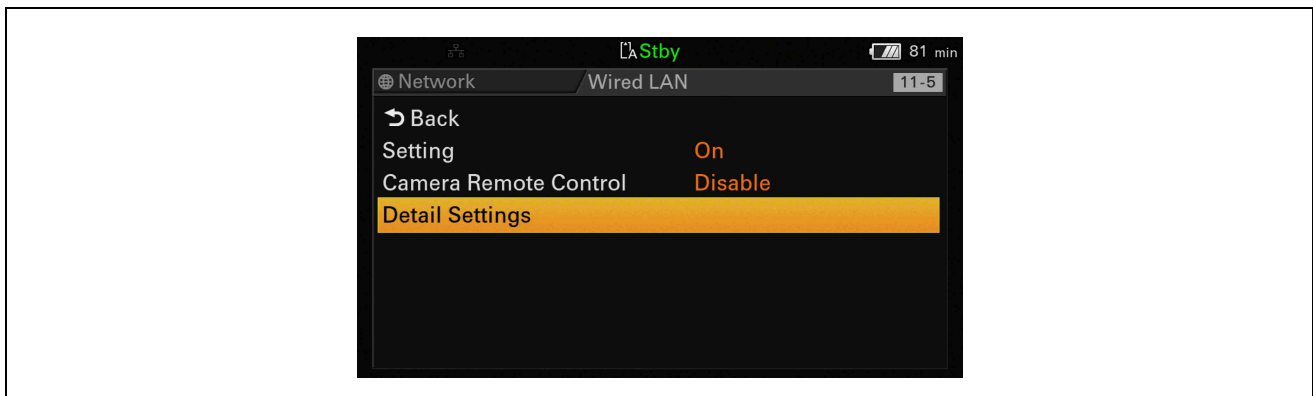 A Stby 81 min
Network Wired LAN 11-5
Back
Setting On
Camera Remote Control Disable
Detail Settings